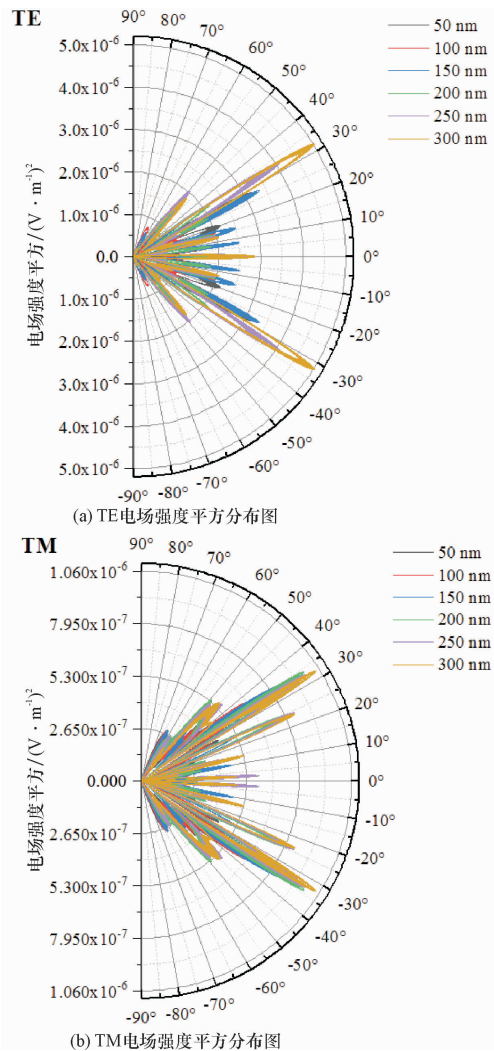 TE
90°
80°
70°
60°
50°
40°
30°
20°
10°
0°
-10°
-20°
-30°
-40°
-50°
-60°
-70°
-80°
-90°
5.0x10⁻⁶
4.0x10⁻⁶
3.0x10⁻⁶
2.0x10⁻⁶
1.0x10⁻⁶
0.0
1.0x10⁻⁶
2.0x10⁻⁶
3.0x10⁻⁶
4.0x10⁻⁶
5.0x10⁻⁶
电场强度平方/(V·m⁻¹)²
50 nm
100 nm
150 nm
200 nm
250 nm
300 nm
(a) TE电场强度平方分布图
TM
90°
80°
70°
60°
50°
40°
30°
20°
10°
0°
-10°
-20°
-30°
-40°
-50°
-60°
-70°
-80°
-90°
1.060x10⁻⁶
7.950x10⁻⁷
5.300x10⁻⁷
2.650x10⁻⁷
0.000
2.650x10⁻⁷
5.300x10⁻⁷
7.950x10⁻⁷
1.060x10⁻⁶
电场强度平方/(V·m⁻¹)²
50 nm
100 nm
150 nm
200 nm
250 nm
300 nm
(b) TM电场强度平方分布图